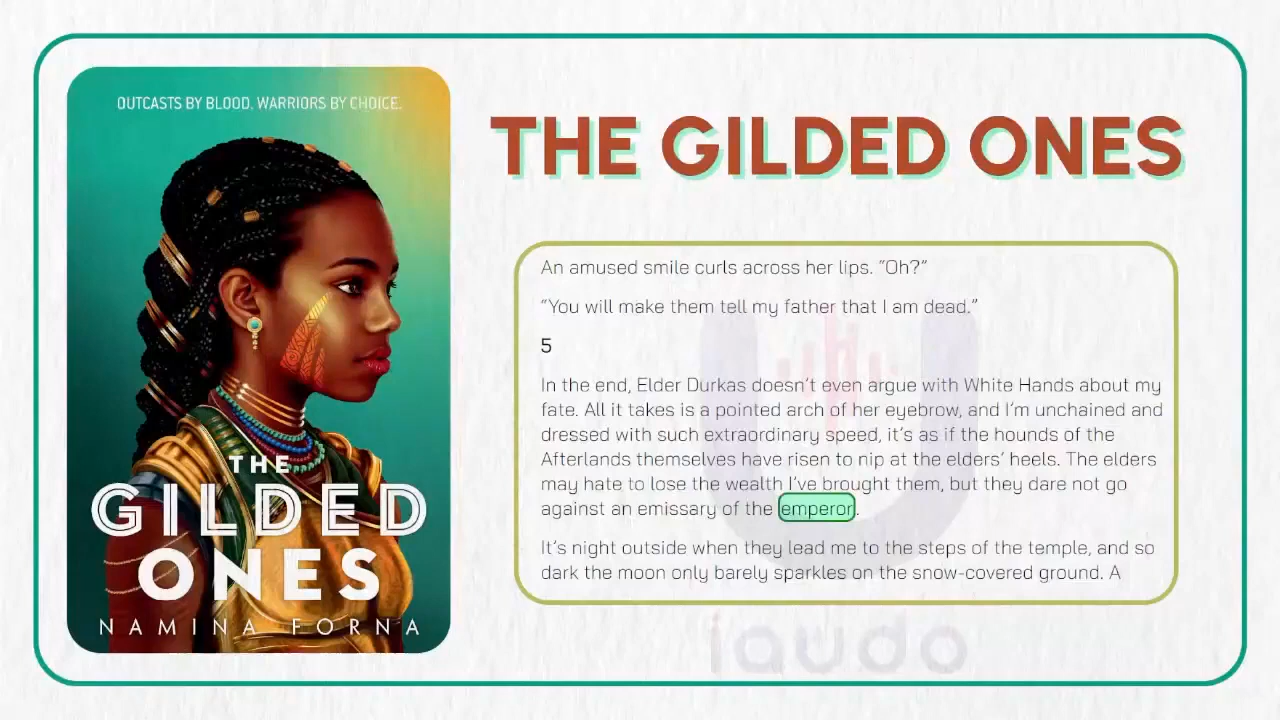 OUTCASTS BY BLOOD. WARRIORS BY CHOICE.
THE
GILDED
ONES
NAMINA FORNA
THE GILDED ONES
An amused smile curls across her lips. “Oh?”
“You will make them tell my father that I am dead.”
5
In the end, Elder Durkas doesn’t even argue with White Hands about my
fate. All it takes is a pointed arch of her eyebrow, and I’m unchained and
dressed with such extraordinary speed, it’s as if the hounds of the
Afterlands themselves have risen to nip at the elders’ heels. The elders
may hate to lose the wealth I’ve brought them, but they dare not go
against an emissary of the emperor.
It’s night outside when they lead me to the steps of the temple, and so
dark the moon only barely sparkles on the snow-covered ground. A
iaudo